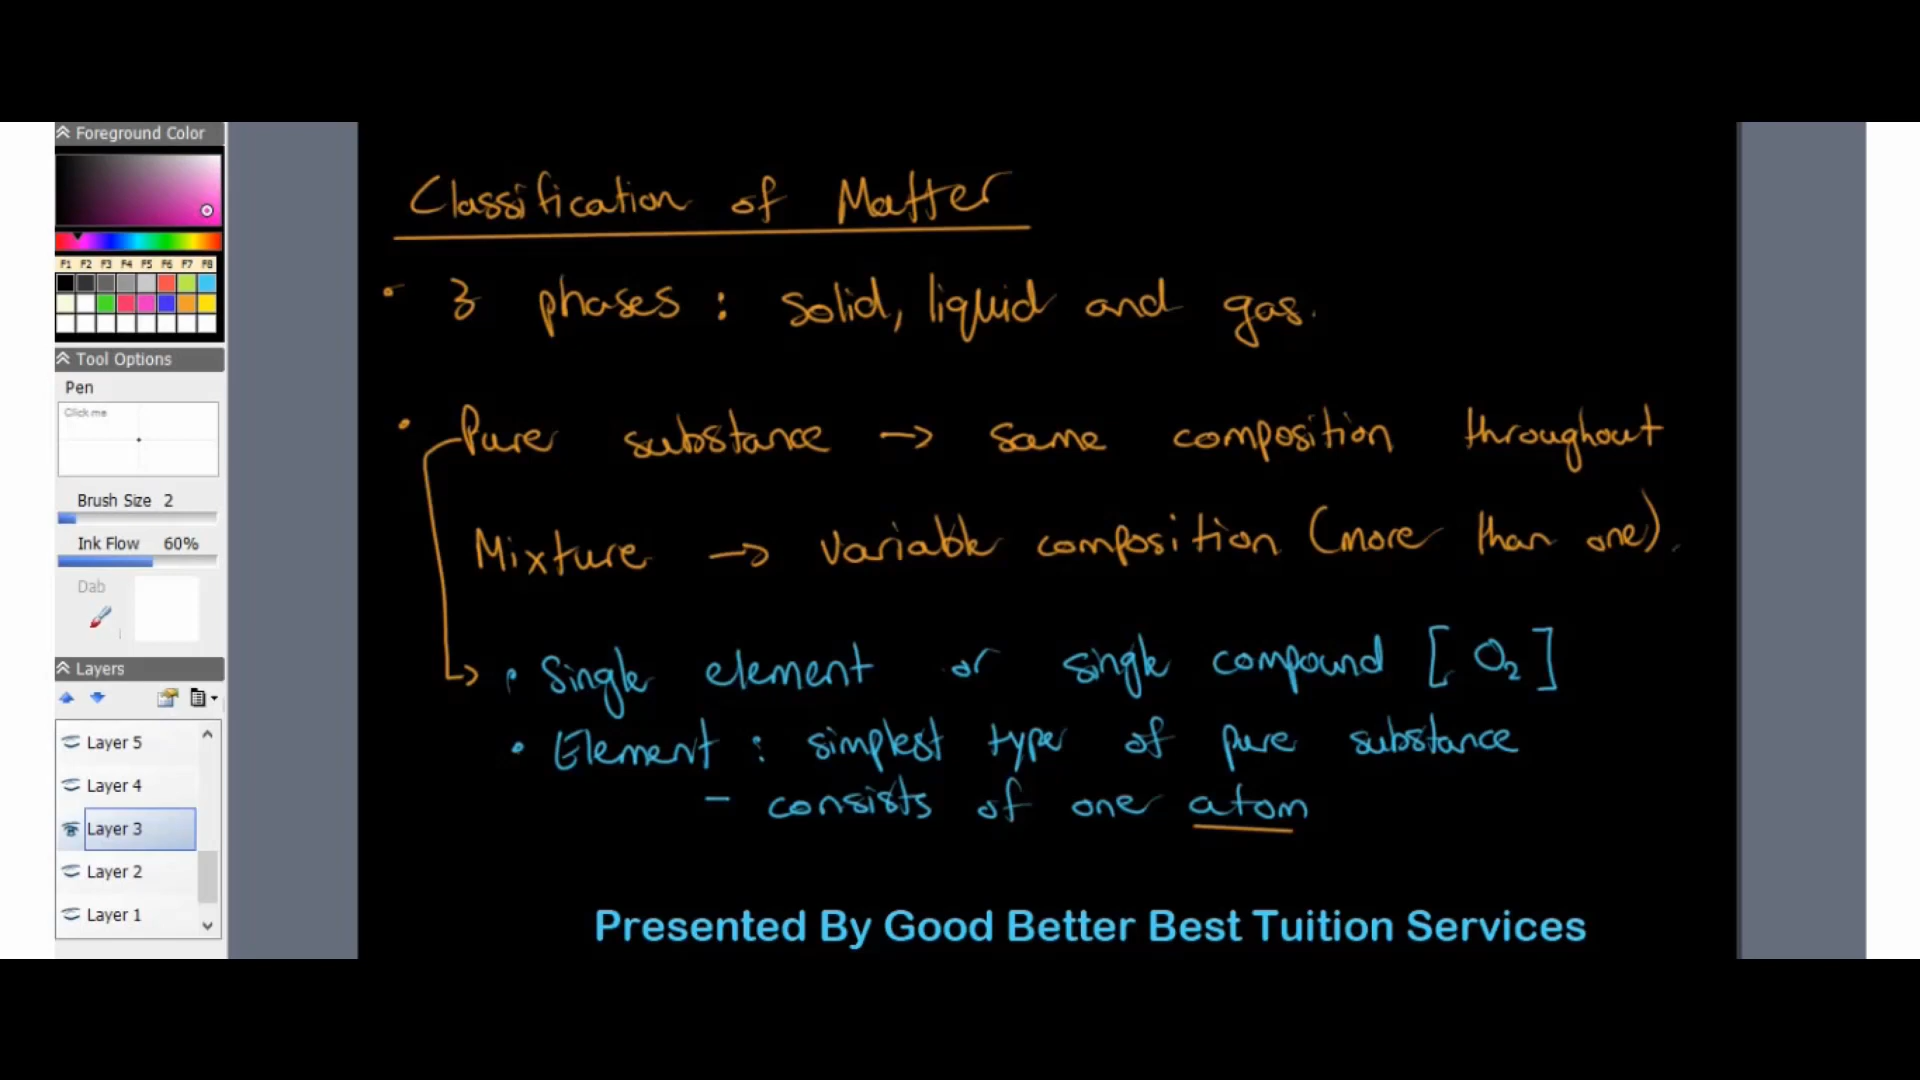 Foreground Color
F1 F2 F3 F4 F5 F6 F7 F8
Tool Options
Pen
Click me
Brush Size 2
Ink Flow 60%
Dab
Layers
Layer 5
Layer 4
Layer 3
Layer 2
Layer 1
Classification of Matter
• 3 phases : solid, liquid and gas.
• Pure substance → same composition throughout
Mixture → variable composition (more than one).
• Single element or single compound [O₂]
• Element : simplest type of pure substance
- consists of one atom
Presented By Good Better Best Tuition Services